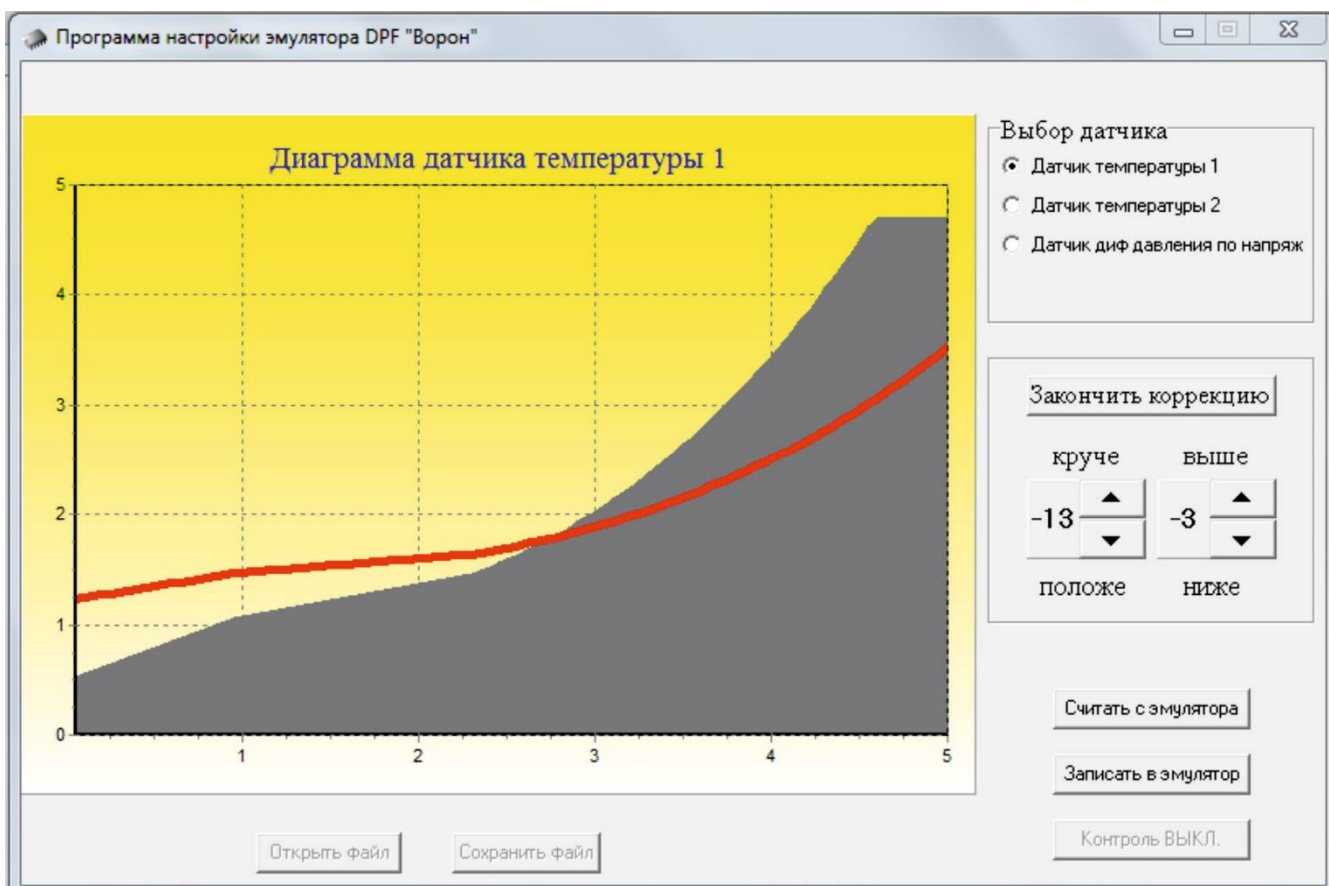 Программа настройки эмулятора DPF "Ворон"
Диаграмма датчика температуры 1
5
4
3
2
1
0
1
2
3
4
5
Выбор датчика
Датчик температуры 1
Датчик температуры 2
Датчик диф давления по напряж
Закончить коррекцию
круче
выше
-13
-3
положе
ниже
Считать с эмулятора
Записать в эмулятор
Контроль ВЫКЛ.
Открыть файл
Сохранить файл